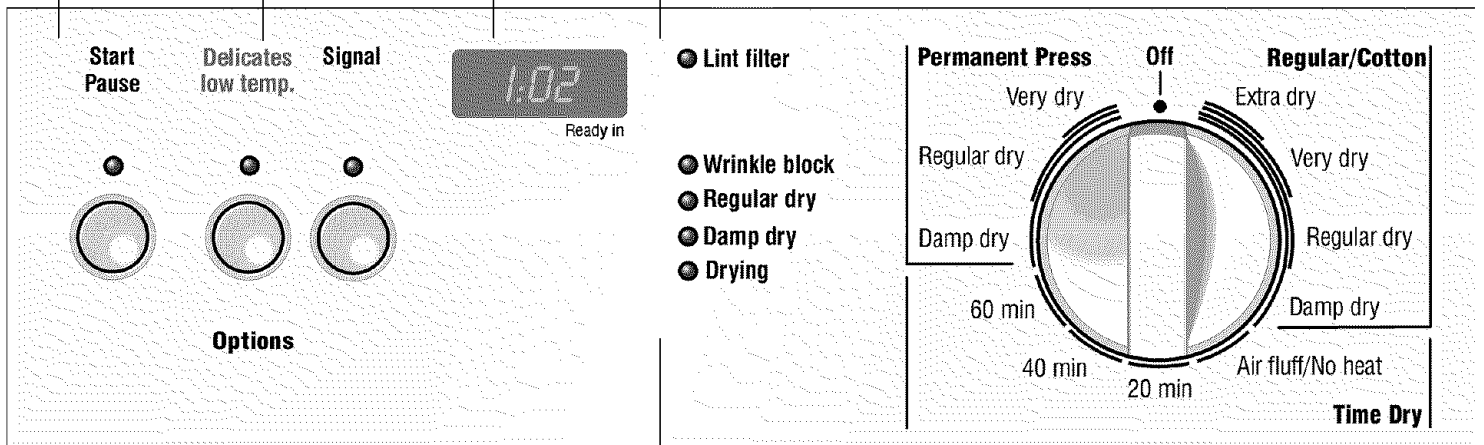 Start
Pause
Delicates
low temp.
Signal
1:02
Ready in
Options
Lint filter
Wrinkle block
Regular dry
Damp dry
Drying
Permanent Press
Off
Regular/Cotton
Very dry
Regular dry
Damp dry
Extra dry
Very dry
Regular dry
Damp dry
60 min
40 min
20 min
Air fluff/No heat
Time Dry